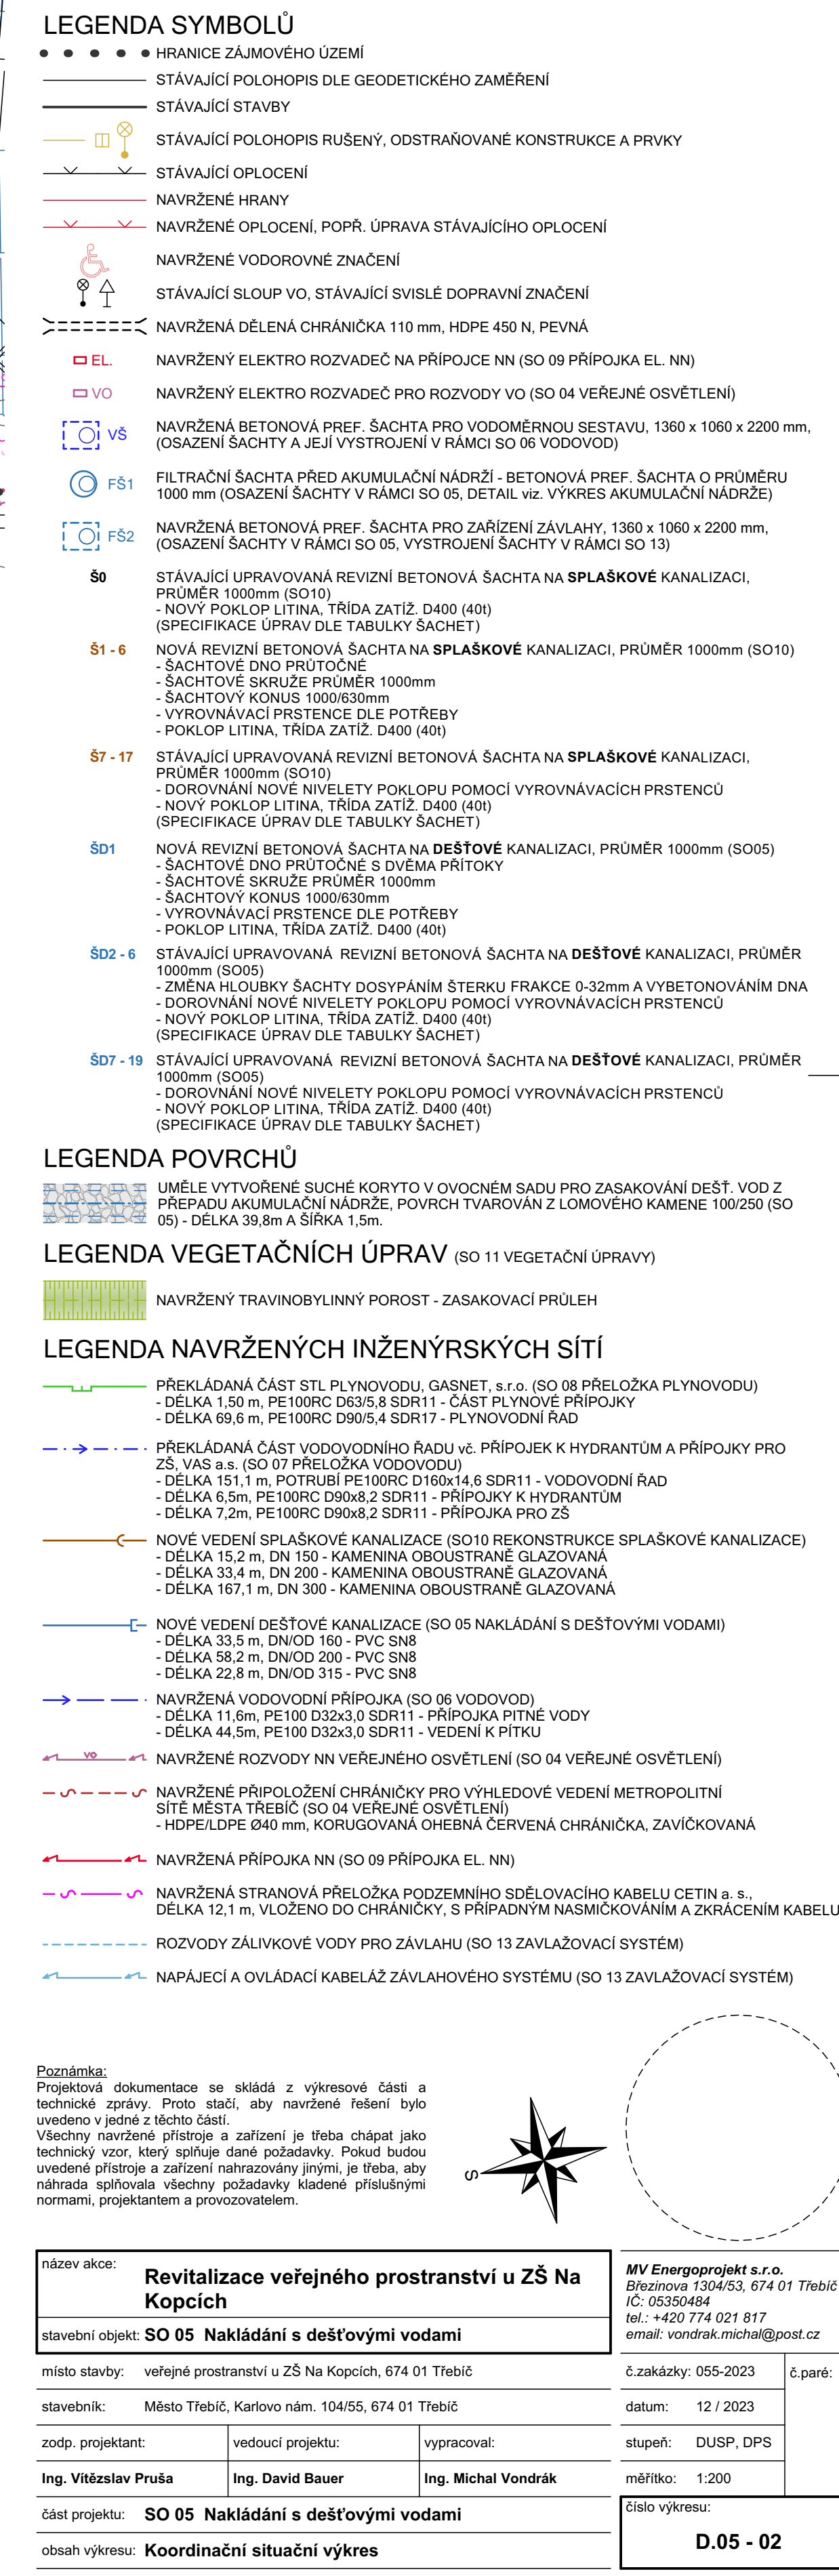 LEGENDA SYMBOLŮ
HRANICE ZÁJMOVÉHO ÚZEMÍ
STÁVAJÍCÍ POLOHOPIS DLE GEODETICKÉHO ZAMĚŘENÍ
STÁVAJÍCÍ STAVBY
STÁVAJÍCÍ POLOHOPIS RUŠENÝ, ODSTRAŇOVANÉ KONSTRUKCE A PRVKY
STÁVAJÍCÍ OPLOCENÍ
NAVRŽENÉ HRANY
NAVRŽENÉ OPLOCENÍ, POPŘ. ÚPRAVA STÁVAJÍCÍHO OPLOCENÍ
NAVRŽENÉ VODOROVNÉ ZNAČENÍ
STÁVAJÍCÍ SLOUP VO, STÁVAJÍCÍ SVISLÉ DOPRAVNÍ ZNAČENÍ
NAVRŽENÁ DĚLENÁ CHRÁNIČKA 110 mm, HDPE 450 N, PEVNÁ
EL. NAVRŽENÝ ELEKTRO ROZVADEČ NA PŘÍPOJCE NN (SO 09 PŘÍPOJKA EL. NN)
VO NAVRŽENÝ ELEKTRO ROZVADEČ PRO ROZVODY VO (SO 04 VEŘEJNÉ OSVĚTLENÍ)
VŠ NAVRŽENÁ BETONOVÁ PREF. ŠACHTA PRO VODOMĚRNOU SESTAVU, 1360 x 1060 x 2200 mm,
(OSAZENÍ ŠACHTY A JEJÍ VYSTROJENÍ V RÁMCI SO 06 VODOVOD)
FŠ1 FILTRAČNÍ ŠACHTA PŘED AKUMULAČNÍ NÁDRŽÍ - BETONOVÁ PREF. ŠACHTA O PRŮMĚRU
1000 mm (OSAZENÍ ŠACHTY V RÁMCI SO 05, DETAIL viz. VÝKRES AKUMULAČNÍ NÁDRŽE)
FŠ2 NAVRŽENÁ BETONOVÁ PREF. ŠACHTA PRO ZAŘÍZENÍ ZÁVLAHY, 1360 x 1060 x 2200 mm,
(OSAZENÍ ŠACHTY V RÁMCI SO 05, VYSTROJENÍ ŠACHTY V RÁMCI SO 13)
Š0 STÁVAJÍCÍ UPRAVOVANÁ REVIZNÍ BETONOVÁ ŠACHTA NA SPLAŠKOVÉ KANALIZACI,
PRŮMĚR 1000mm (SO10)
- NOVÝ POKLOP LITINA, TŘÍDA ZATÍŽ. D400 (40t)
(SPECIFIKACE ÚPRAV DLE TABULKY ŠACHET)
Š1 - 6 NOVÁ REVIZNÍ BETONOVÁ ŠACHTA NA SPLAŠKOVÉ KANALIZACI, PRŮMĚR 1000mm (SO10)
- ŠACHTOVÉ DNO PRŮTOČNÉ
- ŠACHTOVÉ SKRUŽE PRŮMĚR 1000mm
- ŠACHTOVÝ KONUS 1000/630mm
- VYROVNÁVACÍ PRSTENCE DLE POTŘEBY
- POKLOP LITINA, TŘÍDA ZATÍŽ. D400 (40t)
Š7 - 17 STÁVAJÍCÍ UPRAVOVANÁ REVIZNÍ BETONOVÁ ŠACHTA NA SPLAŠKOVÉ KANALIZACI,
PRŮMĚR 1000mm (SO10)
- DOROVNÁNÍ NOVÉ NIVELETY POKLOPU POMOCÍ VYROVNÁVACÍCH PRSTENCŮ
- NOVÝ POKLOP LITINA, TŘÍDA ZATÍŽ. D400 (40t)
(SPECIFIKACE ÚPRAV DLE TABULKY ŠACHET)
ŠD1 NOVÁ REVIZNÍ BETONOVÁ ŠACHTA NA DEŠŤOVÉ KANALIZACI, PRŮMĚR 1000mm (SO05)
- ŠACHTOVÉ DNO PRŮTOČNÉ S DVĚMA PŘÍTOKY
- ŠACHTOVÉ SKRUŽE PRŮMĚR 1000mm
- ŠACHTOVÝ KONUS 1000/630mm
- VYROVNÁVACÍ PRSTENCE DLE POTŘEBY
- POKLOP LITINA, TŘÍDA ZATÍŽ. D400 (40t)
ŠD2 - 6 STÁVAJÍCÍ UPRAVOVANÁ REVIZNÍ BETONOVÁ ŠACHTA NA DEŠŤOVÉ KANALIZACI, PRŮMĚR
1000mm (SO05)
- ZMĚNA HLOUBKY ŠACHTY DOSYPÁNÍM ŠTERKU FRAKCE 0-32mm A VYBETONOVÁNÍM DNA
- DOROVNÁNÍ NOVÉ NIVELETY POKLOPU POMOCÍ VYROVNÁVACÍCH PRSTENCŮ
- NOVÝ POKLOP LITINA, TŘÍDA ZATÍŽ. D400 (40t)
(SPECIFIKACE ÚPRAV DLE TABULKY ŠACHET)
ŠD7 - 19 STÁVAJÍCÍ UPRAVOVANÁ REVIZNÍ BETONOVÁ ŠACHTA NA DEŠŤOVÉ KANALIZACI, PRŮMĚR
1000mm (SO05)
- DOROVNÁNÍ NOVÉ NIVELETY POKLOPU POMOCÍ VYROVNÁVACÍCH PRSTENCŮ
- NOVÝ POKLOP LITINA, TŘÍDA ZATÍŽ. D400 (40t)
(SPECIFIKACE ÚPRAV DLE TABULKY ŠACHET)
LEGENDA POVRCHŮ
UMĚLE VYTVOŘENÉ SUCHÉ KORYTO V OVOCNÉM SADU PRO ZASAKOVÁNÍ DEŠŤ. VOD Z
PŘEPADU AKUMULAČNÍ NÁDRŽE, POVRCH TVAROVÁN Z LOMOVÉHO KAMENE 100/250 (SO
05) - DÉLKA 39,8m A ŠÍŘKA 1,5m.
LEGENDA VEGETAČNÍCH ÚPRAV (SO 11 VEGETAČNÍ ÚPRAVY)
NAVRŽENÝ TRAVINOBYLINNÝ POROST - ZASAKOVACÍ PRŮLEH
LEGENDA NAVRŽENÝCH INŽENÝRSKÝCH SÍTÍ
PŘEKLÁDANÁ ČÁST STL PLYNOVODU, GASNET, s.r.o. (SO 08 PŘELOŽKA PLYNOVODU)
- DÉLKA 1,50 m, PE100RC D63/5,8 SDR11 - ČÁST PLYNOVÉ PŘÍPOJKY
- DÉLKA 69,6 m, PE100RC D90/5,4 SDR17 - PLYNOVODNÍ ŘAD
PŘEKLÁDANÁ ČÁST VODOVODNÍHO ŘADU vč. PŘÍPOJEK K HYDRANTŮM A PŘÍPOJKY PRO
ZŠ, VAS a.s. (SO 07 PŘELOŽKA VODOVODU)
- DÉLKA 151,1 m, POTRUBÍ PE100RC D160x14,6 SDR11 - VODOVODNÍ ŘAD
- DÉLKA 6,5m, PE100RC D90x8,2 SDR11 - PŘÍPOJKY K HYDRANTŮM
- DÉLKA 7,2m, PE100RC D90x8,2 SDR11 - PŘÍPOJKA PRO ZŠ
NOVÉ VEDENÍ SPLAŠKOVÉ KANALIZACE (SO10 REKONSTRUKCE SPLAŠKOVÉ KANALIZACE)
- DÉLKA 15,2 m, DN 150 - KAMENINA OBOUSTRANĚ GLAZOVANÁ
- DÉLKA 33,4 m, DN 200 - KAMENINA OBOUSTRANĚ GLAZOVANÁ
- DÉLKA 167,1 m, DN 300 - KAMENINA OBOUSTRANĚ GLAZOVANÁ
NOVÉ VEDENÍ DEŠŤOVÉ KANALIZACE (SO 05 NAKLÁDÁNÍ S DEŠŤOVÝMI VODAMI)
- DÉLKA 33,5 m, DN/OD 160 - PVC SN8
- DÉLKA 58,2 m, DN/OD 200 - PVC SN8
- DÉLKA 22,8 m, DN/OD 315 - PVC SN8
NAVRŽENÁ VODOVODNÍ PŘÍPOJKA (SO 06 VODOVOD)
- DÉLKA 11,6m, PE100 D32x3,0 SDR11 - PŘÍPOJKA PITNÉ VODY
- DÉLKA 44,5m, PE100 D32x3,0 SDR11 - VEDENÍ K PÍTKU
VO NAVRŽENÉ ROZVODY NN VEŘEJNÉHO OSVĚTLENÍ (SO 04 VEŘEJNÉ OSVĚTLENÍ)
NAVRŽENÉ PŘIPOLOŽENÍ CHRÁNIČKY PRO VÝHLEDOVÉ VEDENÍ METROPOLITNÍ
SÍTĚ MĚSTA TŘEBÍČ (SO 04 VEŘEJNÉ OSVĚTLENÍ)
- HDPE/LDPE Ø40 mm, KORUGOVANÁ OHEBNÁ ČERVENÁ CHRÁNIČKA, ZAVÍČKOVANÁ
NAVRŽENÁ PŘÍPOJKA NN (SO 09 PŘÍPOJKA EL. NN)
NAVRŽENÁ STRANOVÁ PŘELOŽKA PODZEMNÍHO SDĚLOVACÍHO KABELU CETIN a. s.,
DÉLKA 12,1 m, VLOŽENO DO CHRÁNIČKY, S PŘÍPADNÝM NASMIČKOVÁNÍM A ZKRÁCENÍM KABELU
ROZVODY ZÁLIVKOVÉ VODY PRO ZÁVLAHU (SO 13 ZAVLAŽOVACÍ SYSTÉM)
NAPÁJECÍ A OVLÁDACÍ KABELÁŽ ZÁVLAHOVÉHO SYSTÉMU (SO 13 ZAVLAŽOVACÍ SYSTÉM)
Poznámka:
Projektová dokumentace se skládá z výkresové části a
technické zprávy. Proto stačí, aby navržené řešení bylo
uvedeno v jedné z těchto částí.
Všechny navržené přístroje a zařízení je třeba chápat jako
technický vzor, který splňuje dané požadavky. Pokud budou
uvedené přístroje a zařízení nahrazovány jinými, je třeba, aby
náhrada splňovala všechny požadavky kladené příslušnými
normami, projektantem a provozovatelem.
S
název akce: Revitalizace veřejného prostranství u ZŠ Na
Kopcích
stavební objekt: SO 05 Nakládání s dešťovými vodami
místo stavby: veřejné prostranství u ZŠ Na Kopcích, 674 01 Třebíč
stavebník: Město Třebíč, Karlovo nám. 104/55, 674 01 Třebíč
zodp. projektant: vedoucí projektu: vypracoval:
Ing. Vítězslav Pruša Ing. David Bauer Ing. Michal Vondrák
část projektu: SO 05 Nakládání s dešťovými vodami
obsah výkresu: Koordinační situační výkres
MV Energoprojekt s.r.o.
Březinova 1304/53, 674 01 Třebíč
IČ: 05350484
tel.: +420 774 021 817
email: vondrak.michal@post.cz
č.zakázky: 055-2023 č.paré:
datum: 12 / 2023
stupeň: DUSP, DPS
měřítko: 1:200
číslo výkresu:
D.05 - 02